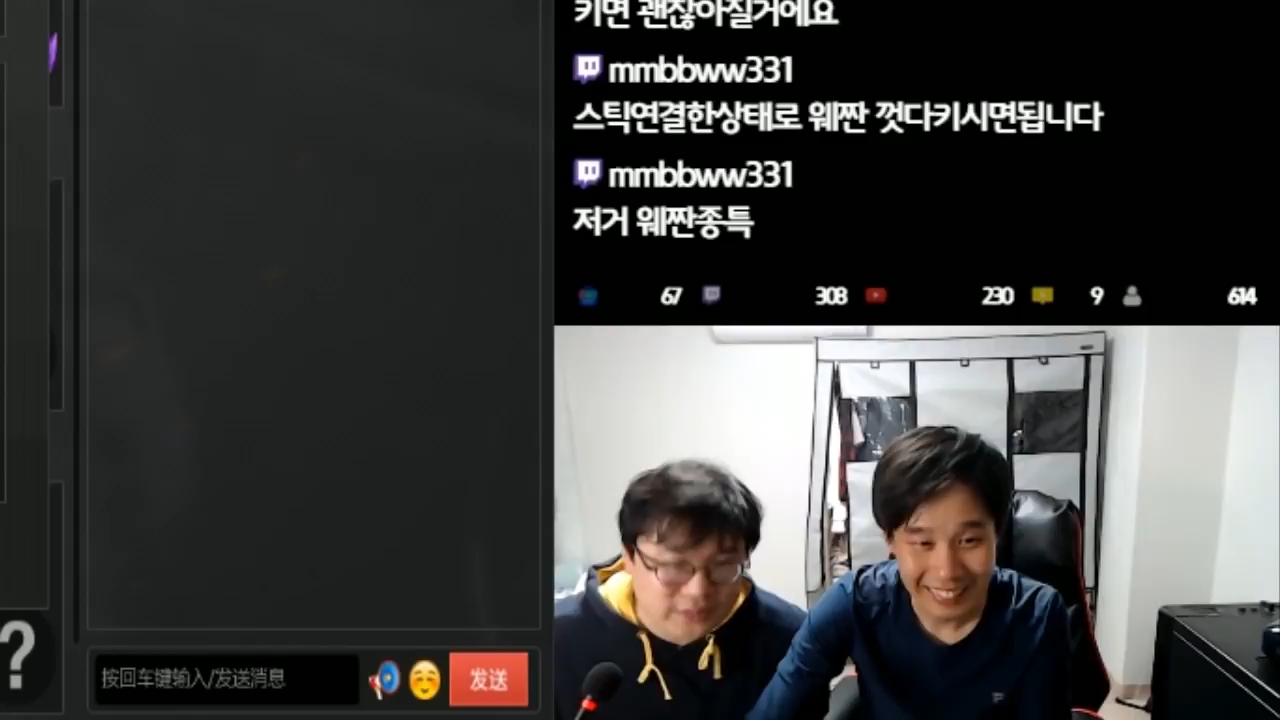 키면 괜찮아질거에요
mmbbww331
스틱연결한상태로 웨짠 껏다키시면됩니다
mmbbww331
저거 웨짠종특
67 308 230 9 614
?
按回车键输入/发送消息 发送